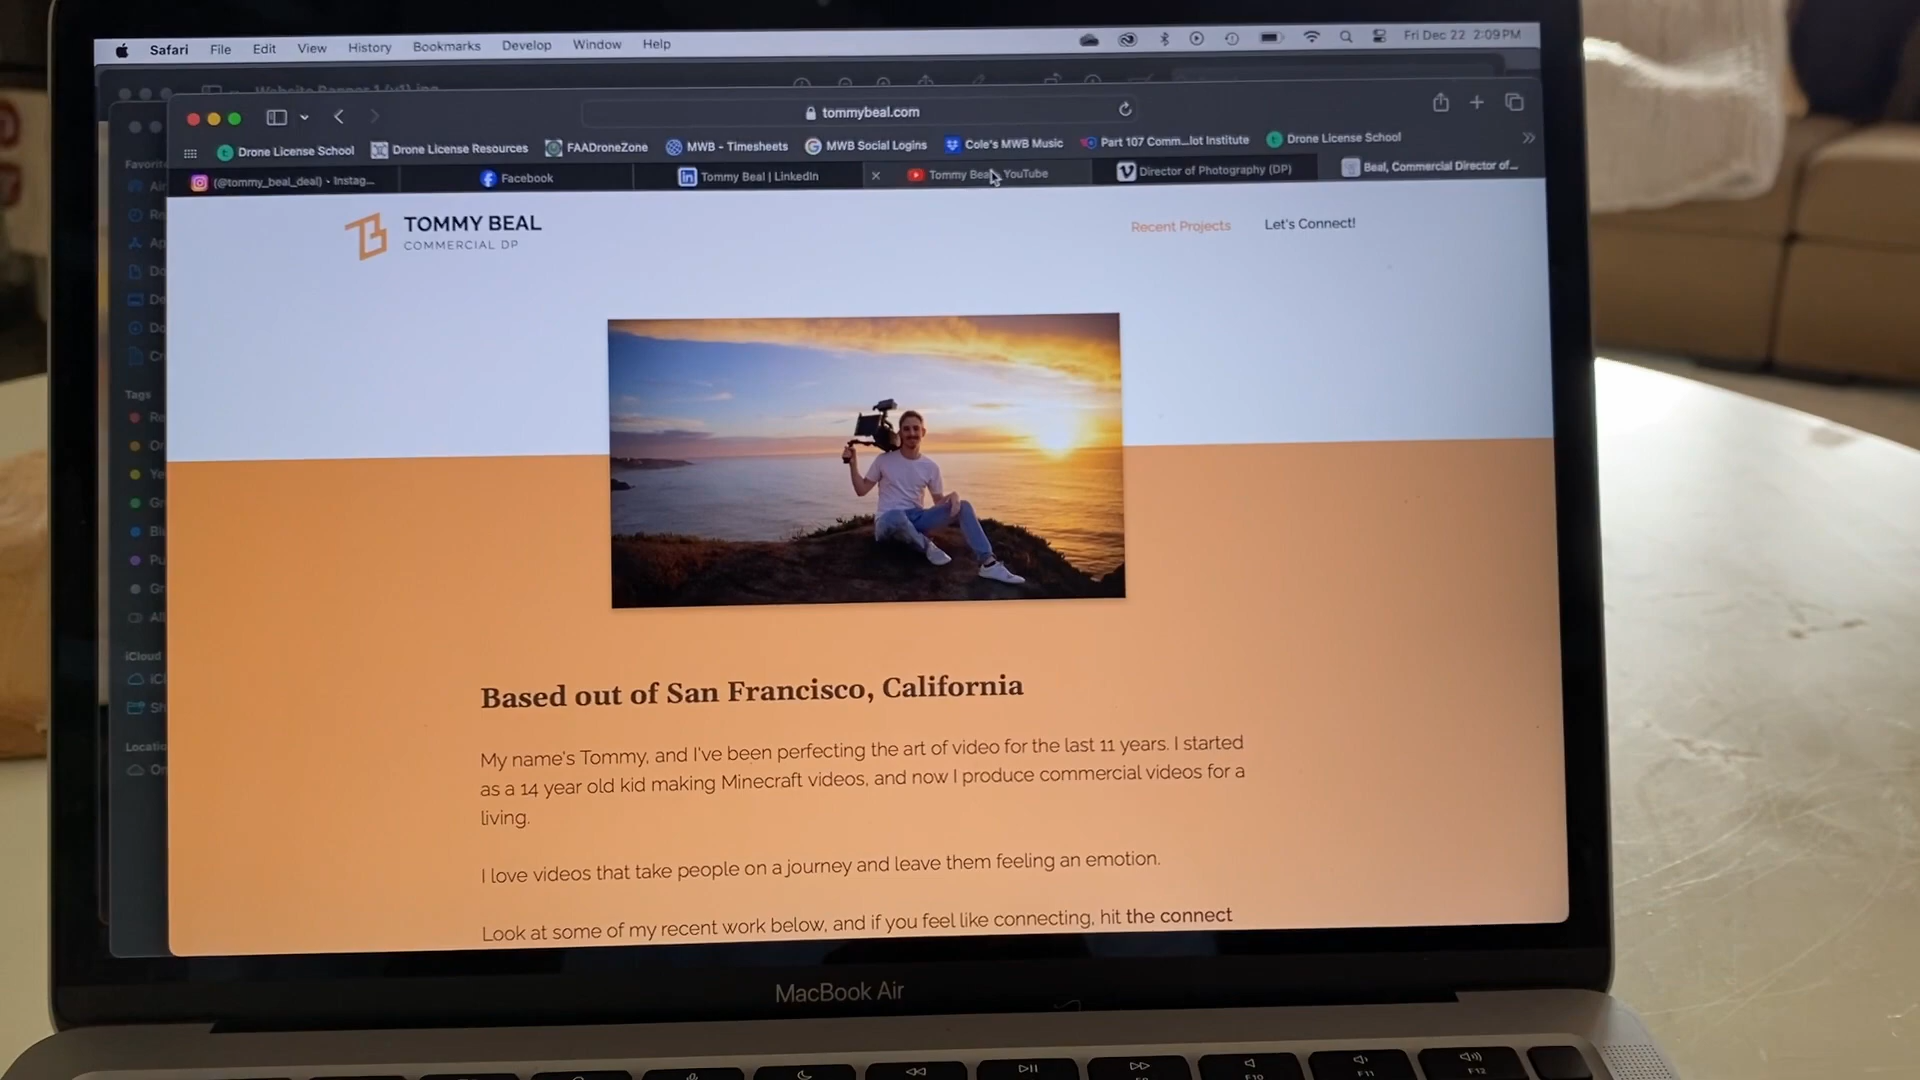 Safari File Edit View History Bookmarks Develop Window Help Fri Dec 22 2:09 PM
tommybeal.com
Drone License School Drone License Resources FAADroneZone MWB - Timesheets MWB Social Logins Cole's MWB Music Part 107 Comm...lot Institute Drone License School
(@tommy_beal_deal) • Instag... Facebook Tommy Beal | LinkedIn Tommy Bea YouTube Director of Photography (DP) Beal, Commercial Director of...
TOMMY BEAL
COMMERCIAL DP
Recent Projects Let's Connect!
Tags
iCloud
Based out of San Francisco, California
My name's Tommy, and I've been perfecting the art of video for the last 11 years. I started
as a 14 year old kid making Minecraft videos, and now I produce commercial videos for a
living.
I love videos that take people on a journey and leave them feeling an emotion.
Look at some of my recent work below, and if you feel like connecting, hit the connect
MacBook Air
F10 F11 F12